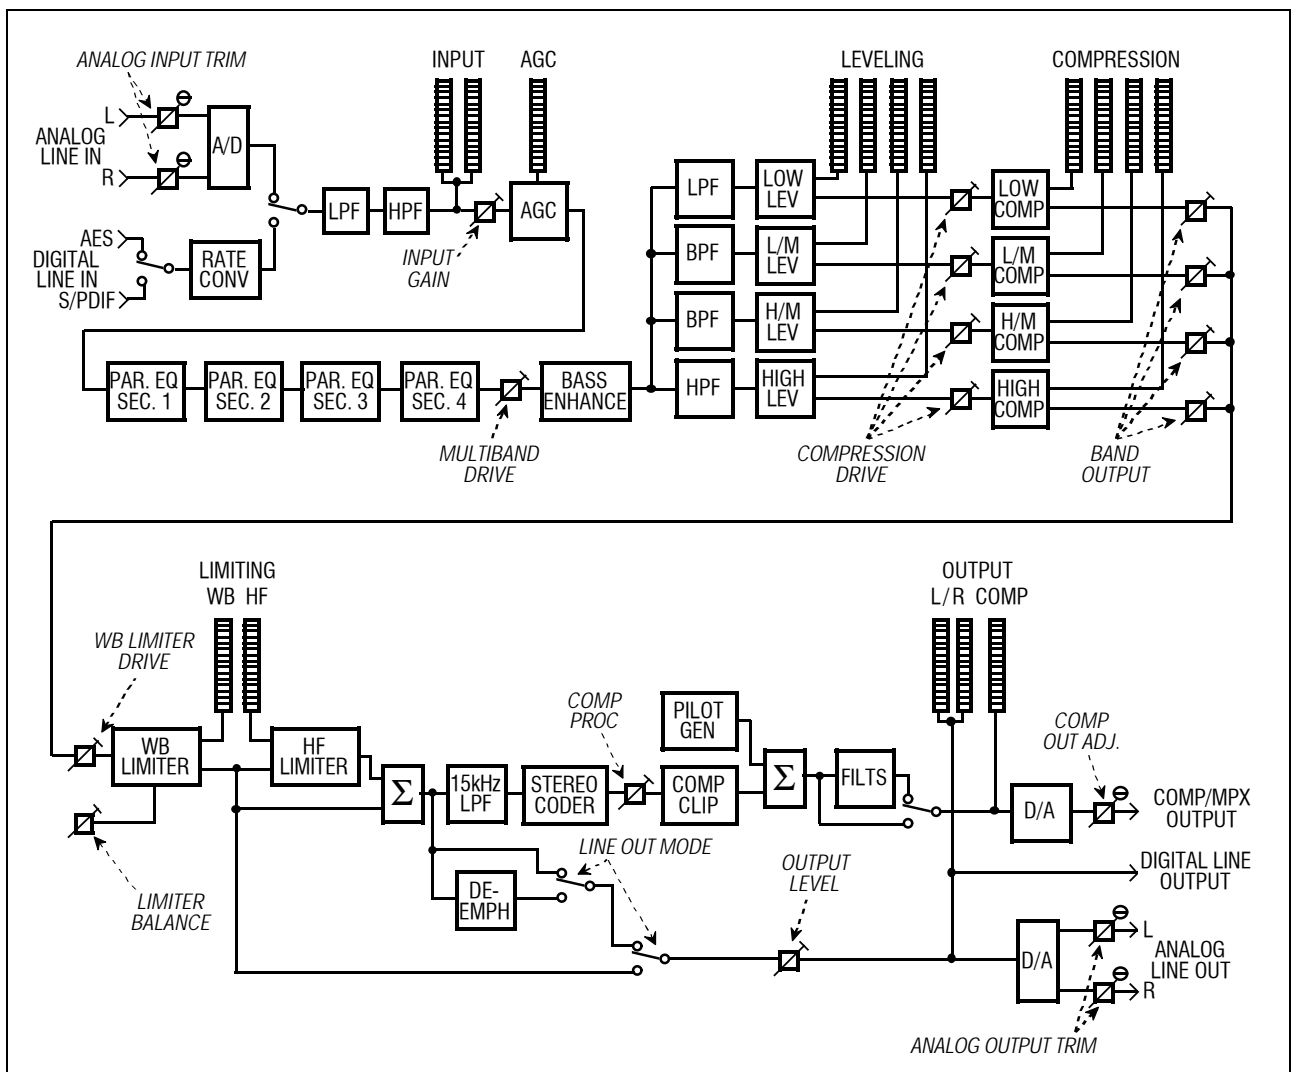 ANALOG INPUT TRIM
INPUT
AGC
LEVELING
COMPRESSION
L
ANALOG
LINE IN
R
A/D
AES
DIGITAL
LINE IN
S/PDIF
RATE
CONV
LPF
HPF
INPUT
GAIN
AGC
LPF
LOW
LEV
LOW
COMP
BPF
L/M
LEV
L/M
COMP
BPF
H/M
LEV
H/M
COMP
HPF
HIGH
LEV
HIGH
COMP
PAR. EQ
SEC. 1
PAR. EQ
SEC. 2
PAR. EQ
SEC. 3
PAR. EQ
SEC. 4
BASS
ENHANCE
MULTIBAND
DRIVE
COMPRESSION
DRIVE
BAND
OUTPUT
LIMITING
WB HF
OUTPUT
L/R COMP
WB LIMITER
DRIVE
WB
LIMITER
HF
LIMITER
LIMITER
BALANCE
Σ
15kHz
LPF
STEREO
CODER
COMP
PROC
PILOT
GEN
COMP
CLIP
Σ
FILTS
COMP
OUT ADJ.
D/A
COMP/MPX
OUTPUT
DE-
EMPH
LINE OUT MODE
OUTPUT
LEVEL
DIGITAL LINE
OUTPUT
D/A
L
ANALOG
LINE OUT
R
ANALOG OUTPUT TRIM